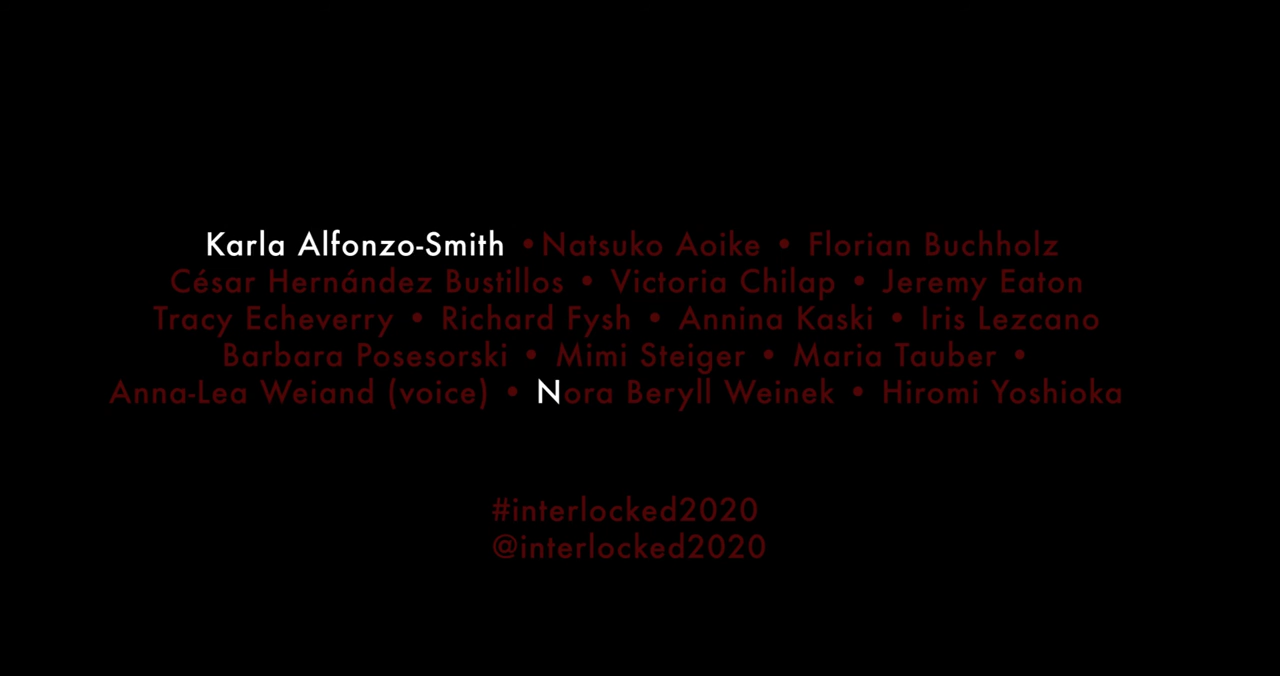 Karla Alfonzo-Smith •Natsuko Aoike • Florian Buchholz
César Hernández Bustillos • Victoria Chilap • Jeremy Eaton
Tracy Echeverry • Richard Fysh • Annina Kaski • Iris Lezcano
Barbara Posesorski • Mimi Steiger • Maria Tauber •
Anna-Lea Weiand (voice) • Nora Beryll Weinek • Hiromi Yoshioka
#interlocked2020
@interlocked2020